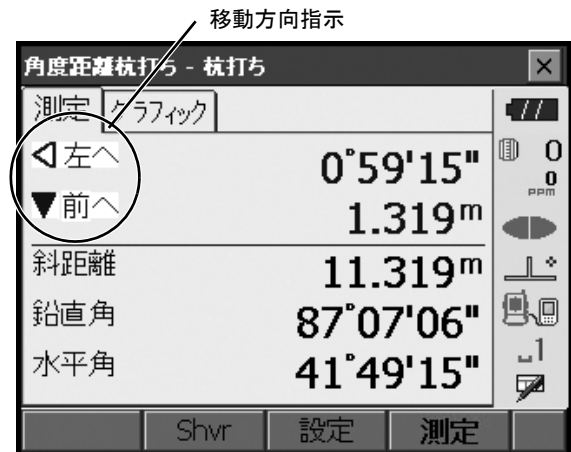 移動方向指示
角度距離杭打ち - 杭打ち ×
測定 グラフィック
左へ 0°59'15"
前へ 1.319m
斜距離 11.319m
鉛直角 87°07'06"
水平角 41°49'15"
0
0
PPM
1
Shvr 設定 測定